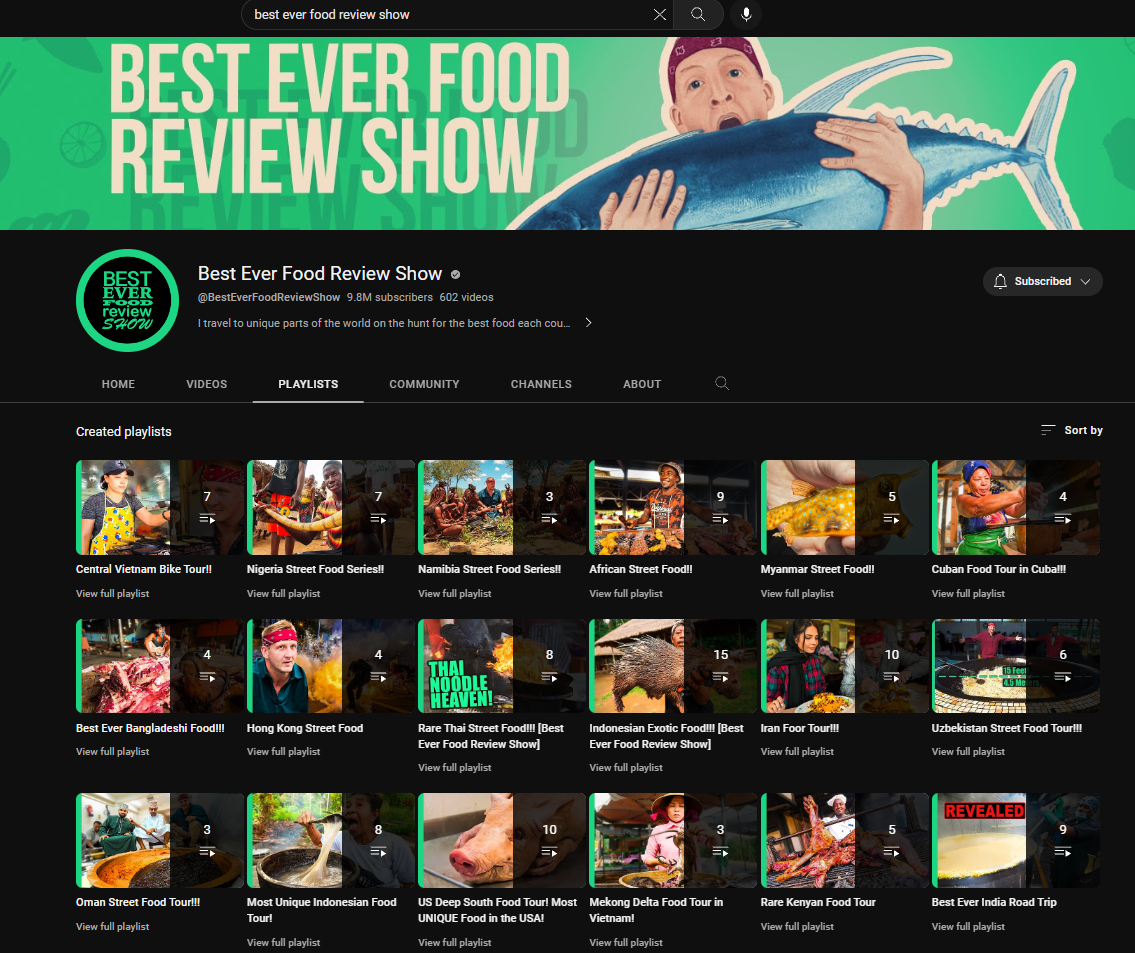 best ever food review show
BEST EVER FOOD
REVIEW SHOW
BEST
EVER
FOOD
review
SHOW
Best Ever Food Review Show
@BestEverFoodReviewShow 9.8M subscribers 602 videos
I travel to unique parts of the world on the hunt for the best food each cou...
Subscribed
HOME VIDEOS PLAYLISTS COMMUNITY CHANNELS ABOUT
Created playlists
Sort by
7 7 3 9 5 4
Central Vietnam Bike Tour!! Nigeria Street Food Series!! Namibia Street Food Series!! African Street Food!! Myanmar Street Food!! Cuban Food Tour in Cuba!!!
View full playlist View full playlist View full playlist View full playlist View full playlist View full playlist
4 4 8 15 10 6
THAI
NOODLE
HEAVEN!
15 Feet
4.5 Meters
Best Ever Bangladeshi Food!!! Hong Kong Street Food Rare Thai Street Food!!! [Best Indonesian Exotic Food!!! [Best Iran Foor Tour!!! Uzbekistan Street Food Tour!!!
Ever Food Review Show] Ever Food Review Show]
View full playlist View full playlist View full playlist View full playlist
View full playlist View full playlist
REVEALED
3 8 10 3 5 9
Oman Street Food Tour!!! Most Unique Indonesian Food US Deep South Food Tour! Most Mekong Delta Food Tour in Rare Kenyan Food Tour Best Ever India Road Trip
Tour! UNIQUE Food in the USA! Vietnam!
View full playlist View full playlist View full playlist
View full playlist View full playlist View full playlist